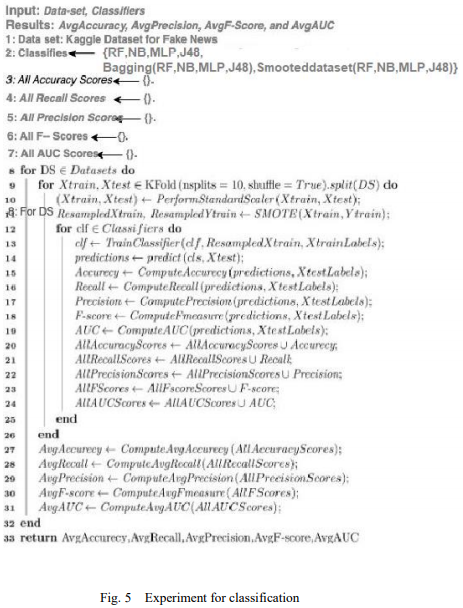 Input: Data-set, Classifiers
Results: AvgAccuracy, AvgPrecision, AvgF-Score, and AvgAUC
1: Data set: Kaggle Dataset for Fake News
2: Classifies ← {RF,NB,MLP,J48,
Bagging(RF,NB,MLP,J48),Smooteddataset(RF,NB,MLP,J48)}
3: All Accuracy Scores ← {}.
4: All Recall Scores ← {}.
5: All Precision Scores ← {}.
6: All F– Scores ← {}.
7: All AUC Scores ← {}.
8 for DS ∈ Datasets do
9 for Xtrain, Xtest ∈ KFold(nsplits = 10, shuffle = True).split(DS) do
10 (Xtrain, Xtest) ← PerformStandardScaler(Xtrain, Xtest);
8: For DS ResampledXtrain, ResampledYtrain ← SMOTE(Xtrain, Ytrain);
12 for clf ∈ Classifiers do
13 clf ← TrainClassifier(clf, ResampledXtrain, XtrainLabels);
14 predictions ← predict(cls, Xtest);
15 Accurecy ← ComputeAccurecy(predictions, XtestLabels);
16 Recall ← ComputeRecall(predictions, XtestLabels);
17 Precision ← ComputePrecision(predictions, XtestLabels);
18 F-score ← ComputeFmeasure(predictions, XtestLabels);
19 AUC ← ComputeAUC(predictions, XtestLabels);
20 AllAccuracyScores ← AllAccuracyScores ∪ Accurecy;
21 AllRecallScores ← AllRecallScores ∪ Recall;
22 AllPrecisionScores ← AllPrecisionScores ∪ Precision;
23 AllFScores ← AllFscoreScores ∪ F-score;
24 AllAUCScores ← AllAUCScores ∪ AUC;
25 end
26 end
27 AvgAccurecy ← ComputeAvgAccurecy(AllAccuracyScores);
28 AvgRecall ← ComputeAvgRecall(AllRecallScores);
29 AvgPrecision ← ComputeAvgPrecision(AllPrecisionScores);
30 AvgF-score ← ComputeAvgFmeasure(AllFScores);
31 AvgAUC ← ComputeAvgAUC(AllAUCScores);
32 end
33 return AvgAccurecy,AvgRecall,AvgPrecision,AvgF-score,AvgAUC
Fig. 5 Experiment for classification